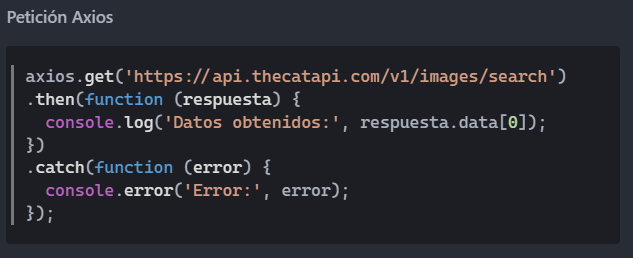 Petición Axios
axios.get('https://api.thecatapi.com/v1/images/search')
.then(function (respuesta) {
  console.log('Datos obtenidos:', respuesta.data[0]);
})
.catch(function (error) {
  console.error('Error:', error);
});